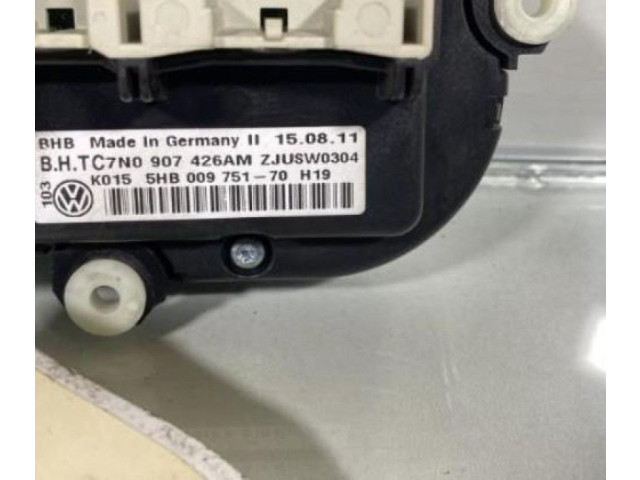 BHB Made In Germany II 15.08.11
B.H.TC7N0 907 426AM ZJUSW0304
K015 5HB 009 751-70 H19
103